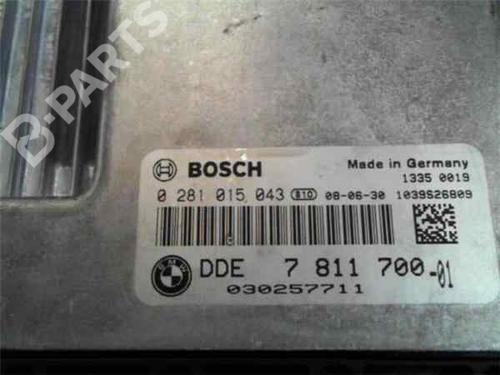 B-PARTS
BOSCH
Made in Germany
1335 0019
0 281 015 043 B10 08-06-30 1039S26809
BMW
DDE 7 811 700-01
030257711